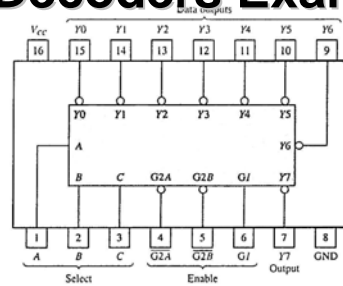 Decoders Exar
Data outputs
Vcc Y0 Y1 Y2 Y3 Y4 Y5 Y6
16 15 14 13 12 11 10 9
Y0 Y1 Y2 Y3 Y4 Y5
A Y6
B C G2A G2B G1 Y7
1 2 3 4 5 6 7 8
A B C G2A G2B G1 Y7 GND
Output
Select Enable